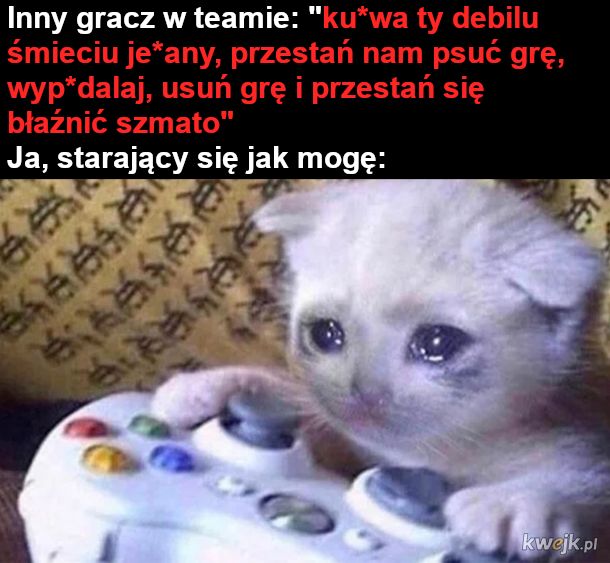 Inny gracz w teamie: "ku*wa ty debilu
śmieciu je*any, przestań nam psuć grę,
wyp*dalaj, usuń grę i przestań się
błaźnić szmato"
Ja, starający się jak mogę:
kwejk.pl